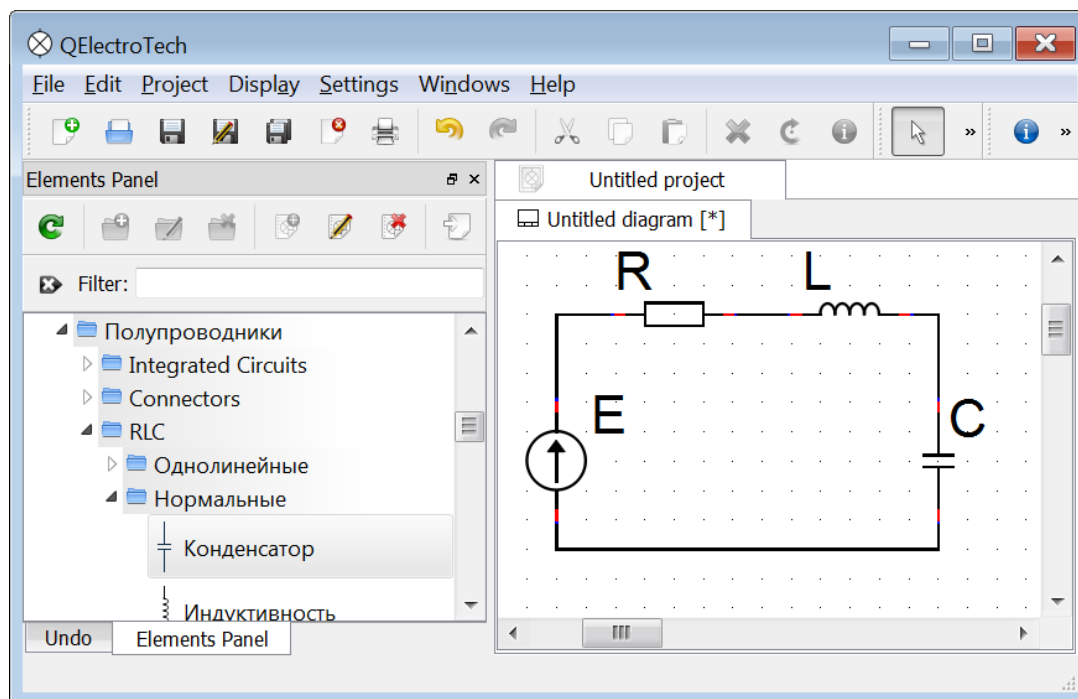 QElectroTech
File Edit Project Display Settings Windows Help
» »
Elements Panel
Untitled project
Untitled diagram [*]
Filter:
Полупроводники
Integrated Circuits
Connectors
RLC
Однолинейные
Нормальные
Конденсатор
Индуктивность
R L
E C
Undo Elements Panel